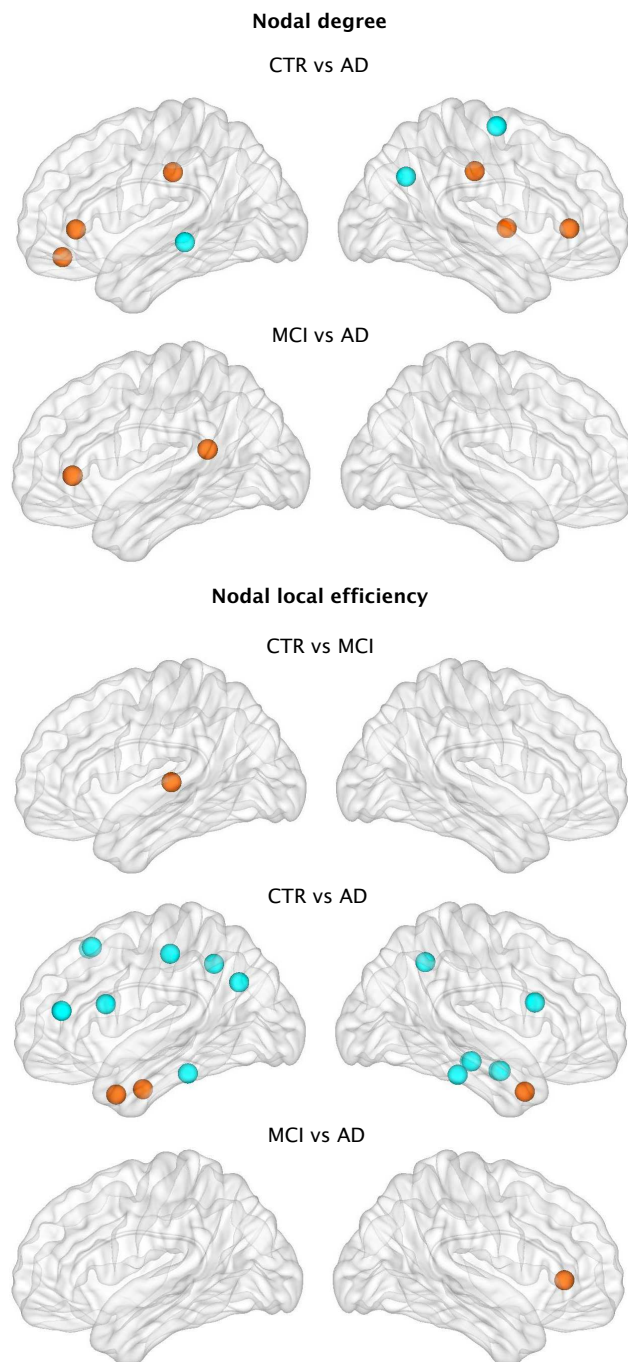 Nodal degree
CTR vs AD
MCI vs AD
Nodal local efficiency
CTR vs MCI
CTR vs AD
MCI vs AD